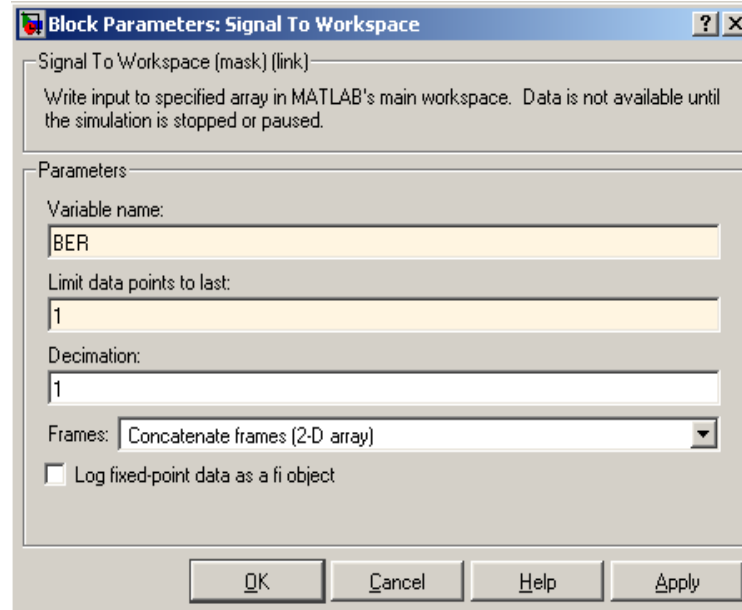 Block Parameters: Signal To Workspace
Signal To Workspace (mask) (link)
Write input to specified array in MATLAB's main workspace.  Data is not available until
the simulation is stopped or paused.
Parameters
Variable name:
BER
Limit data points to last:
1
Decimation:
1
Frames: Concatenate frames (2-D array)
Log fixed-point data as a fi object
OK Cancel Help Apply